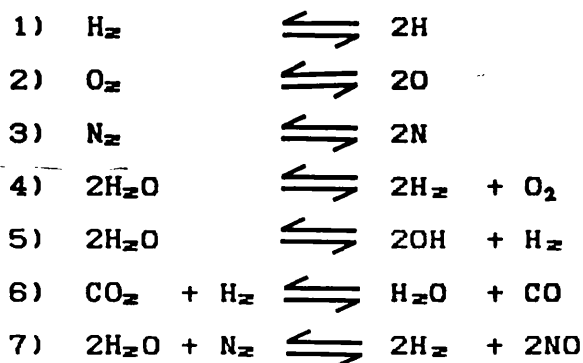 1) H₂ ⇌ 2H
2) O₂ ⇌ 2O
3) N₂ ⇌ 2N
4) 2H₂O ⇌ 2H₂ + O₂
5) 2H₂O ⇌ 2OH + H₂
6) CO₂ + H₂ ⇌ H₂O + CO
7) 2H₂O + N₂ ⇌ 2H₂ + 2NO